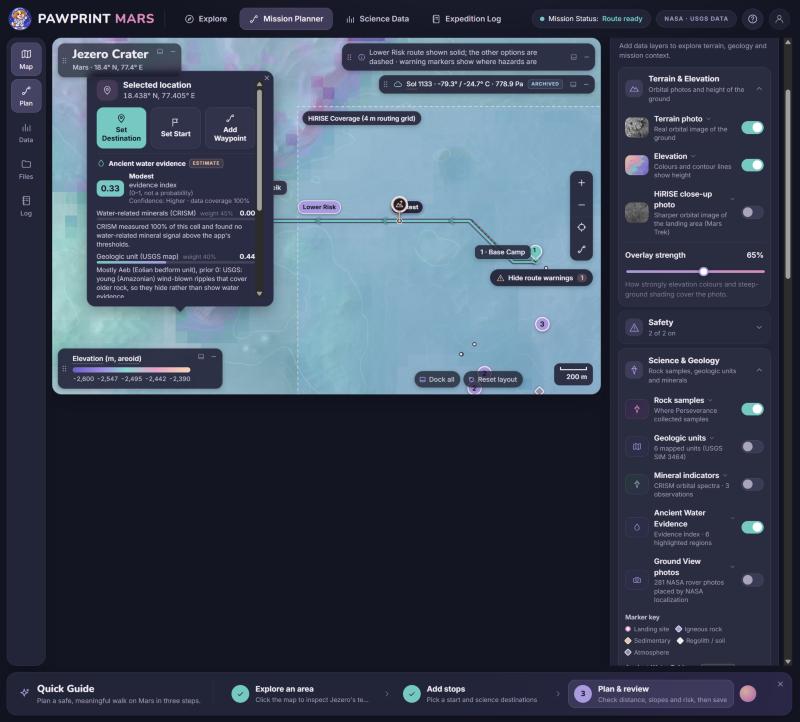 PAWPRINT MARS
Explore
Mission Planner
Science Data
Expedition Log
Mission Status: Route ready
NASA · USGS DATA
Map
Plan
Data
Files
Log
Jezero Crater
Mars · 18.4° N, 77.4° E
Lower Risk route shown solid; the other options are
dashed · warning markers show where hazards are
Sol 1133 · -79.3° / -24.7° C · 778.9 Pa ARCHIVED
HiRISE Coverage (4 m routing grid)
Selected location
18.438° N, 77.405° E
Set
Destination
Set Start
Add
Waypoint
Ancient water evidence ESTIMATE
0.33
Modest
evidence index
(0–1, not a probability)
Confidence: Higher · data coverage 100%
Water-related minerals (CRISM) weight 40% 0.00
CRISM measured 100% of this cell and found no
water-related mineral signal above the app's
thresholds.
Geologic unit (USGS map) weight 40% 0.44
Mostly Aeb (Eolian bedform unit), prior 0: USGS:
young (Amazonian) wind-blown ripples that cover
older rock, so they hide rather than show water
evidence
Lower Risk
1 · Base Camp
1
Hide route warnings 1
3
2
Elevation (m, areoid)
-2,600 -2,547 -2,495 -2,442 -2,390
Dock all
Reset layout
200 m
Add data layers to explore terrain, geology and
mission context.
Terrain & Elevation
Orbital photos and height of the
ground
Terrain photo
Real orbital image of the
ground
Elevation
Colours and contour lines
show height
HiRISE close-up
photo
Sharper orbital image of
the landing area (Mars
Trek)
Overlay strength 65%
How strongly elevation colours and steep-
ground shading cover the photo.
Safety
2 of 2 on
Science & Geology
Rock samples, geologic units
and minerals
Rock samples
Where Perseverance
collected samples
Geologic units
6 mapped units (USGS
SIM 3464)
Mineral indicators
CRISM orbital spectra · 3
observations
Ancient Water
Evidence
Evidence Index · 6
highlighted regions
Ground View
photos
281 NASA rover photos
placed by NASA
localization
Marker key
Landing site
Igneous rock
Sedimentary
Regolith / soil
Atmosphere
Quick Guide
Plan a safe, meaningful walk on Mars in three steps.
Explore an area
Click the map to inspect Jezero's te...
Add stops
Pick a start and science destinations
3
Plan & review
Check distance, slopes and risk, then save